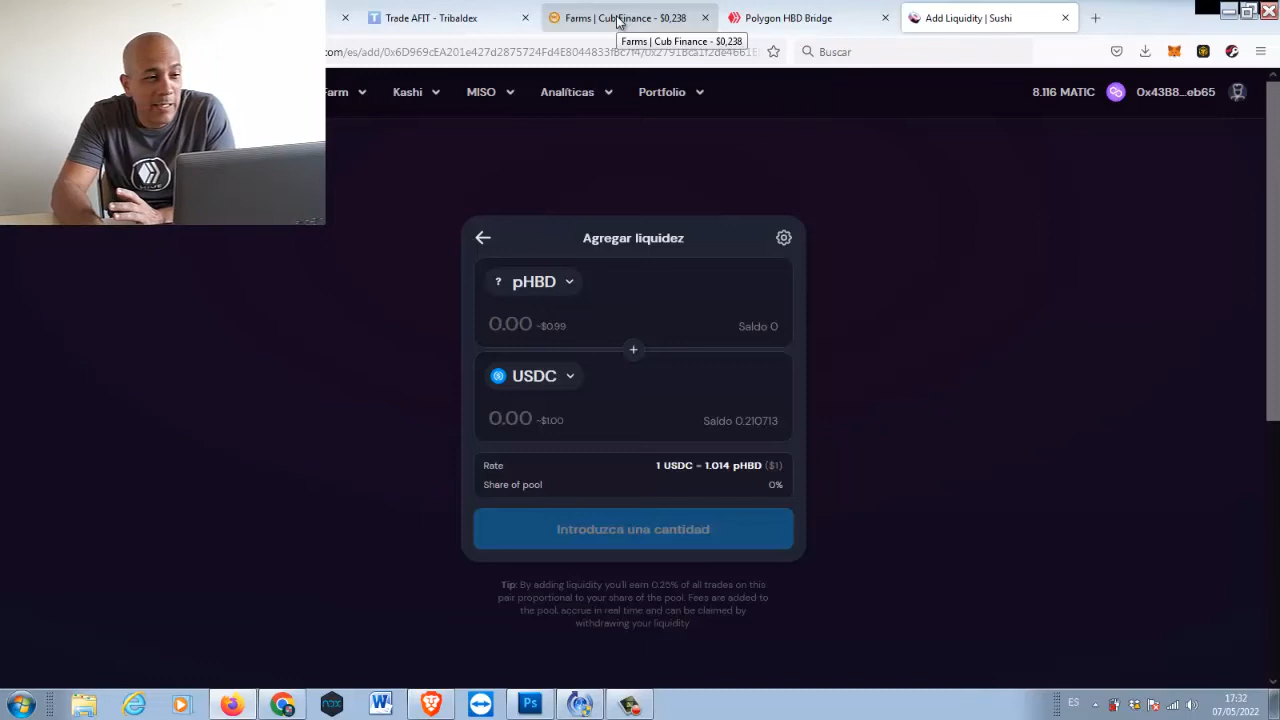 Trade AFIT - Tribaldex
Farms | Cub Finance - $0,238
Polygon HBD Bridge
Add Liquidity | Sushi
Farms | Cub Finance - $0,238
Buscar
Farm
Kashi
MISO
Analíticas
Portfolio
8.116 MATIC
0x43B8...eb65
HIVE
Agregar liquidez
? pHBD
0.00 ~$0.99
Saldo 0
+
USDC
0.00 ~$1.00
Saldo 0.210713
Rate
1 USDC = 1.014 pHBD ($1)
Share of pool
0%
Introduzca una cantidad
Tip: By adding liquidity you'll earn 0.25% of all trades on this
pair proportional to your share of the pool. Fees are added to
the pool, accrue in real time and can be claimed by
withdrawing your liquidity
W
Ps
ES
17:32
07/05/2022